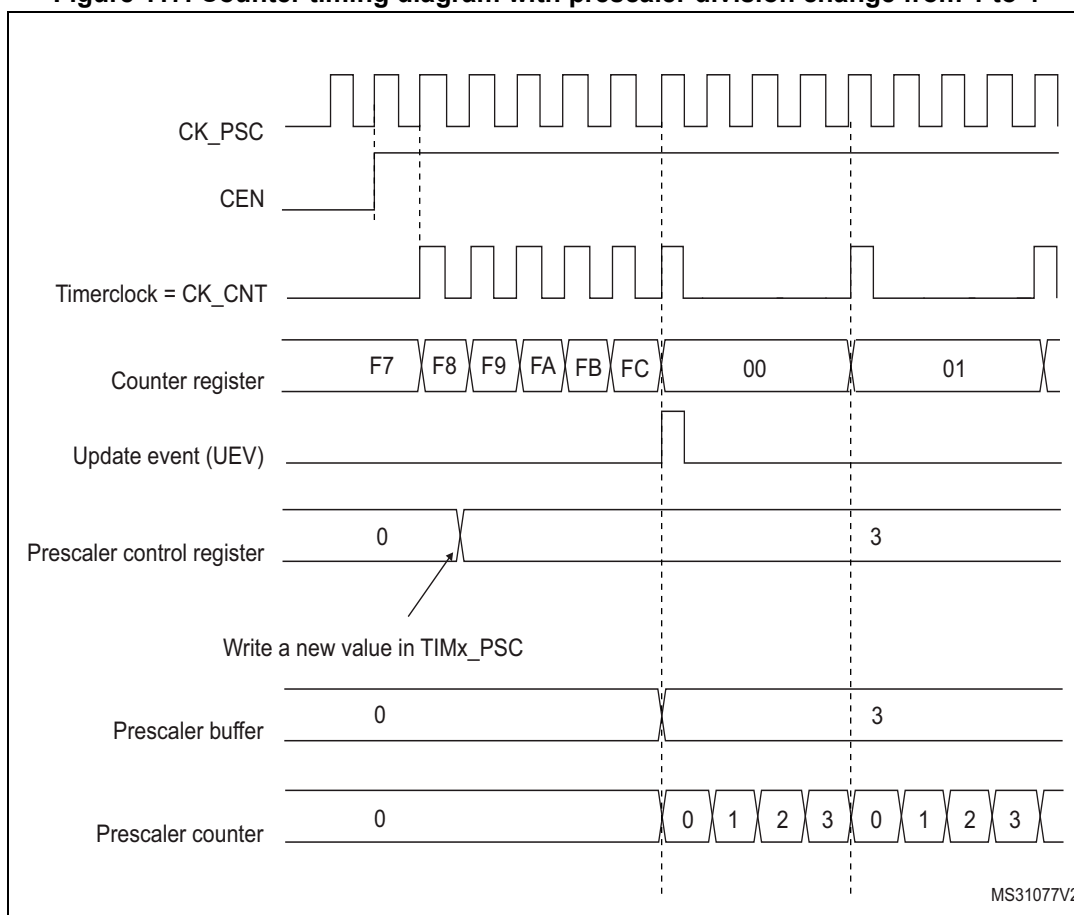 CK_PSC
CEN
Timerclock = CK_CNT
Counter register F7 F8 F9 FA FB FC 00 01
Update event (UEV)
Prescaler control register 0 3
Write a new value in TIMx_PSC
Prescaler buffer 0 3
Prescaler counter 0 0 1 2 3 0 1 2 3
MS31077V2